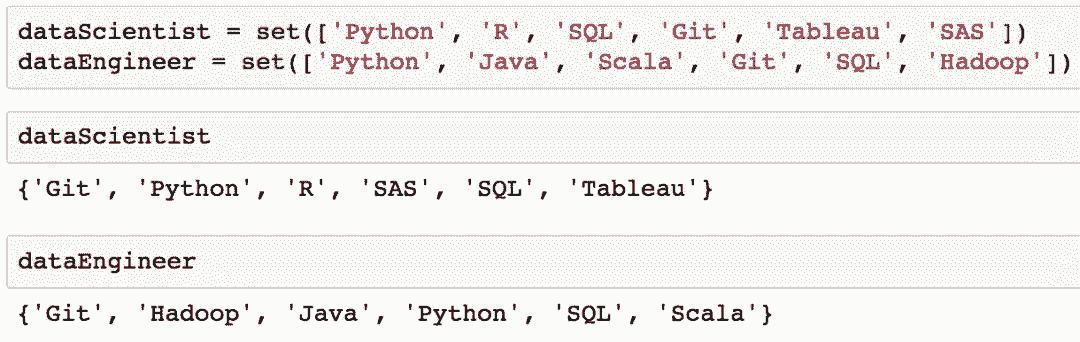 dataScientist = set(['Python', 'R', 'SQL', 'Git', 'Tableau', 'SAS'])
dataEngineer = set(['Python', 'Java', 'Scala', 'Git', 'SQL', 'Hadoop'])
dataScientist
{'Git', 'Python', 'R', 'SAS', 'SQL', 'Tableau'}
dataEngineer
{'Git', 'Hadoop', 'Java', 'Python', 'SQL', 'Scala'}